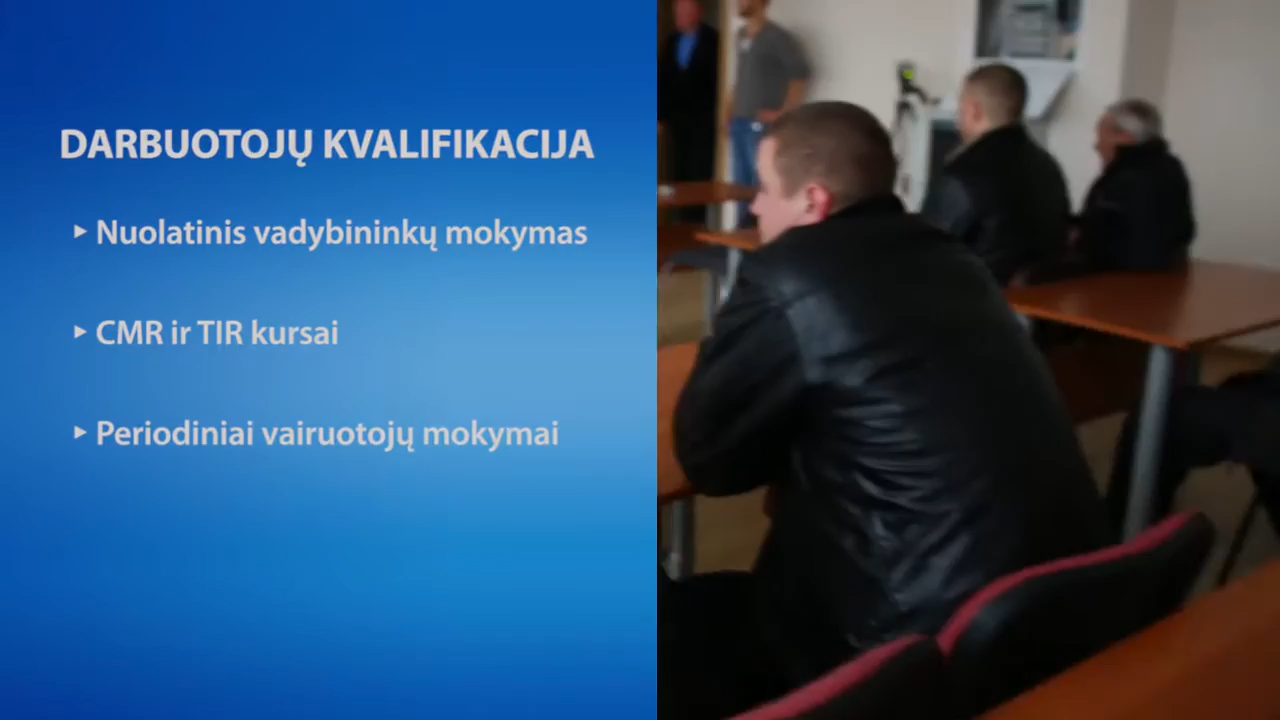 DARBUOTOJŲ KVALIFIKACIJA
Nuolatinis vadybininkų mokymas
CMR ir TIR kursai
Periodiniai vairuotojų mokymai